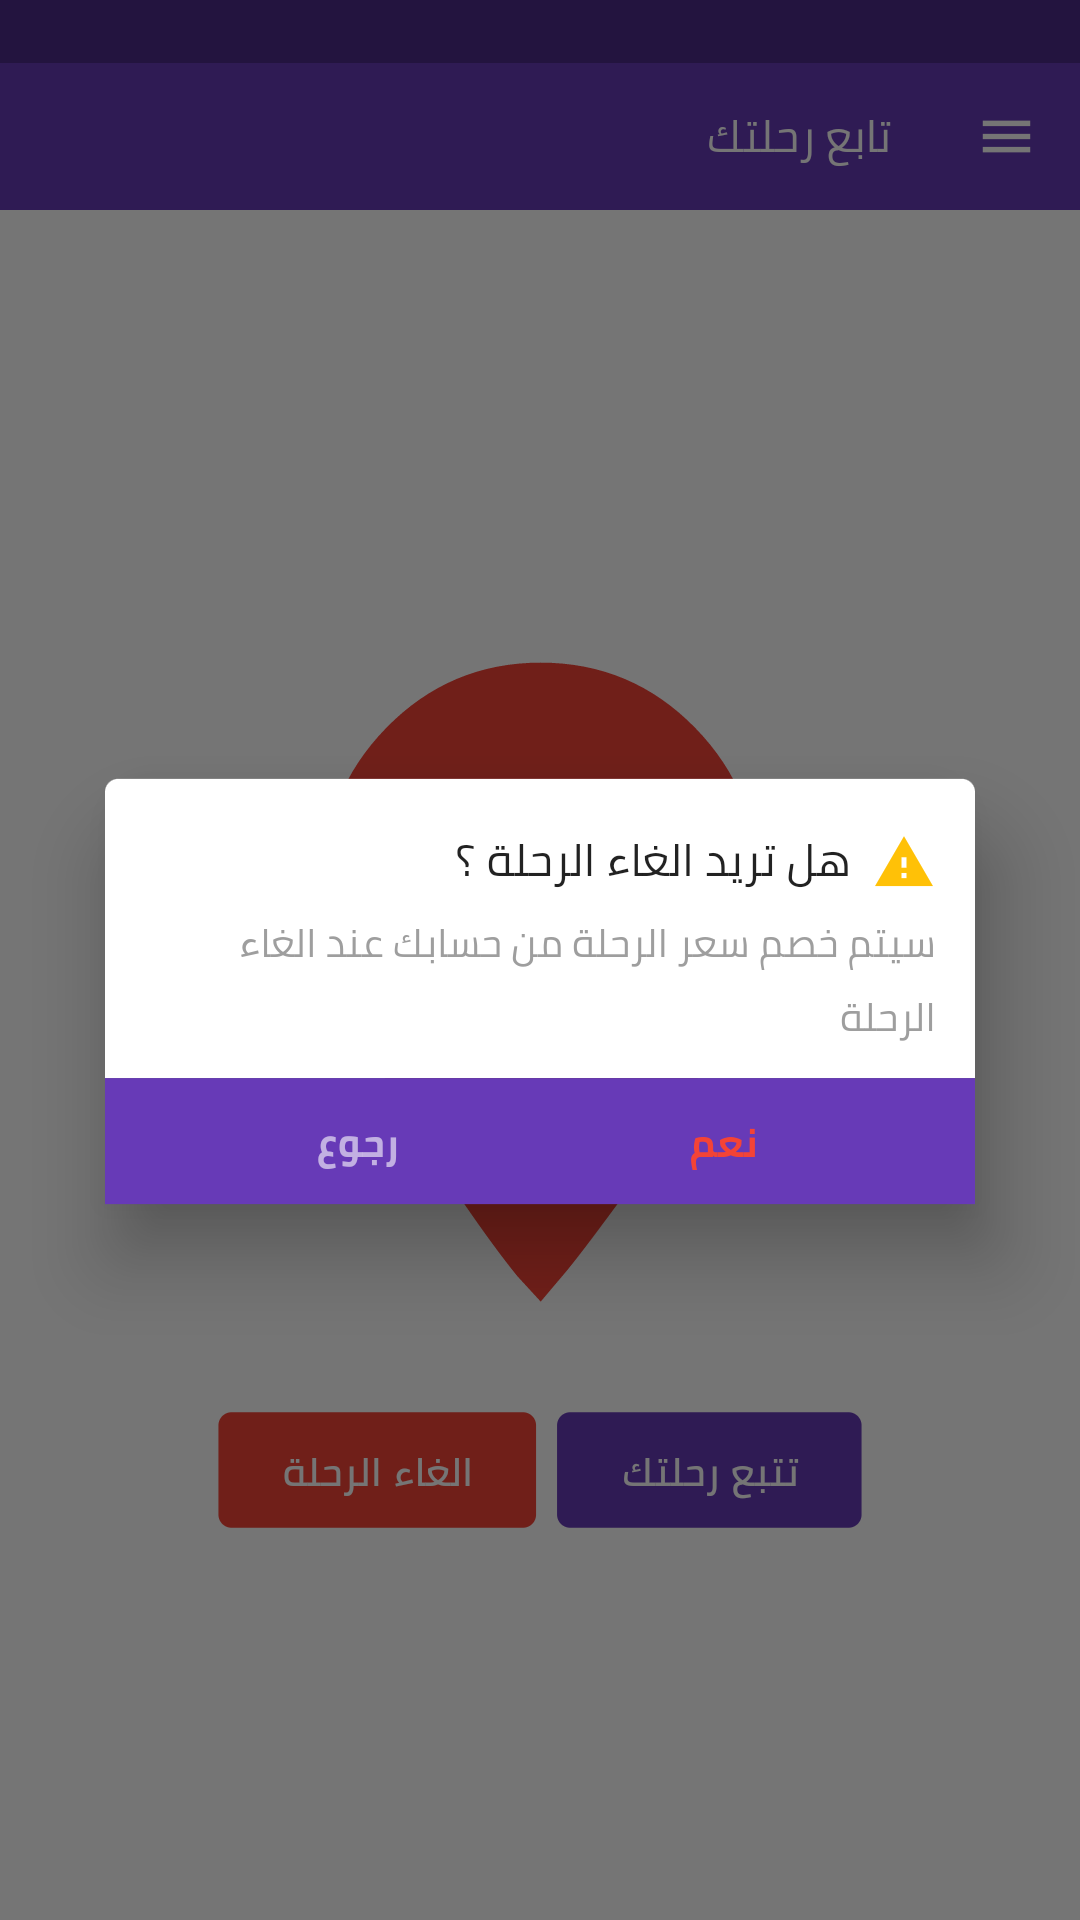 تابع رحلتك
هل تريد الغاء الرحلة ؟
سيتم خصم سعر الرحلة من حسابك عند الغاء
الرحلة
نعم
رجوع
تتبع رحلتك
الغاء الرحلة